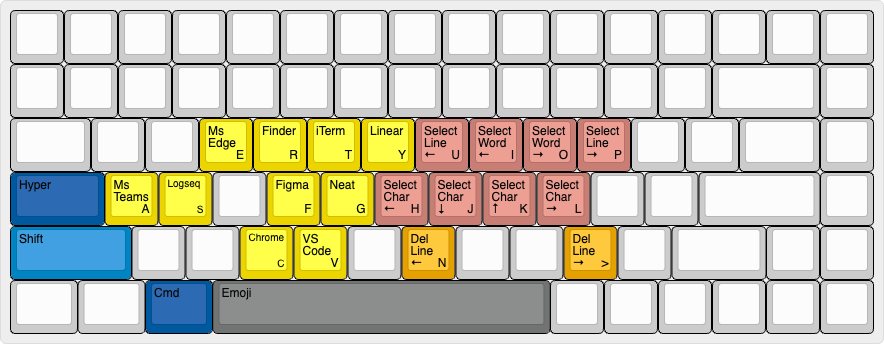 Ms Edge E
Finder R
iTerm T
Linear Y
Select Line ← U
Select Word ← I
Select Word → O
Select Line → P
Hyper
Ms Teams A
Logseq s
Figma F
Neat G
Select Char ← H
Select Char ↓ J
Select Char ↑ K
Select Char → L
Shift
Chrome C
VS Code V
Del Line ← N
Del Line → >
Cmd
Emoji